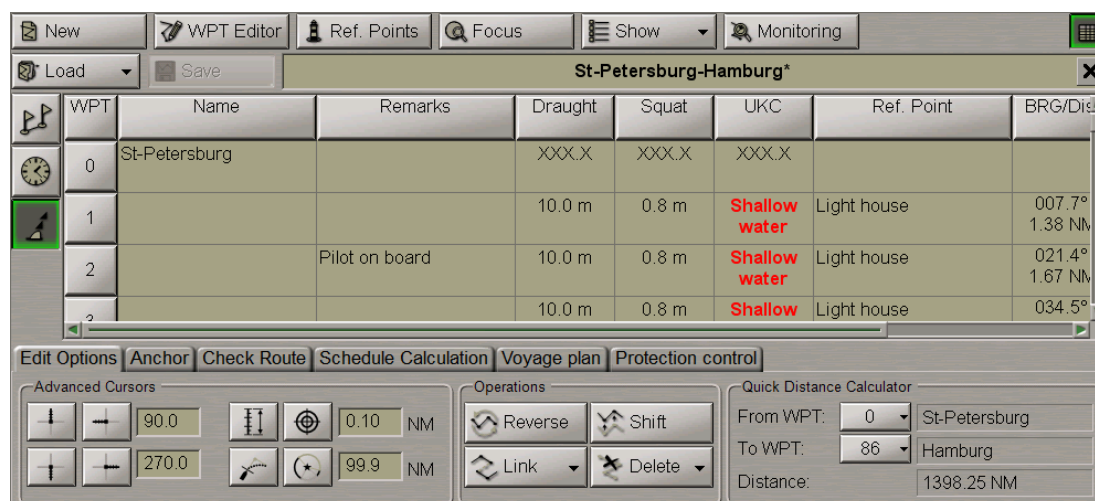 New WPT Editor Ref. Points Focus Show Monitoring
Load Save St-Petersburg-Hamburg*
WPT Name Remarks Draught Squat UKC Ref. Point BRG/Dis
0 St-Petersburg XXX.X XXX.X XXX.X
1 10.0 m 0.8 m Shallow water Light house 007.7° 1.38 NM
2 Pilot on board 10.0 m 0.8 m Shallow water Light house 021.4° 1.67 NM
10.0 m 0.8 m Shallow Light house 034.5°
Edit Options Anchor Check Route Schedule Calculation Voyage plan Protection control
Advanced Cursors
90.0 0.10 NM
270.0 99.9 NM
Operations
Reverse Shift
Link Delete
Quick Distance Calculator
From WPT: 0 St-Petersburg
To WPT: 86 Hamburg
Distance: 1398.25 NM